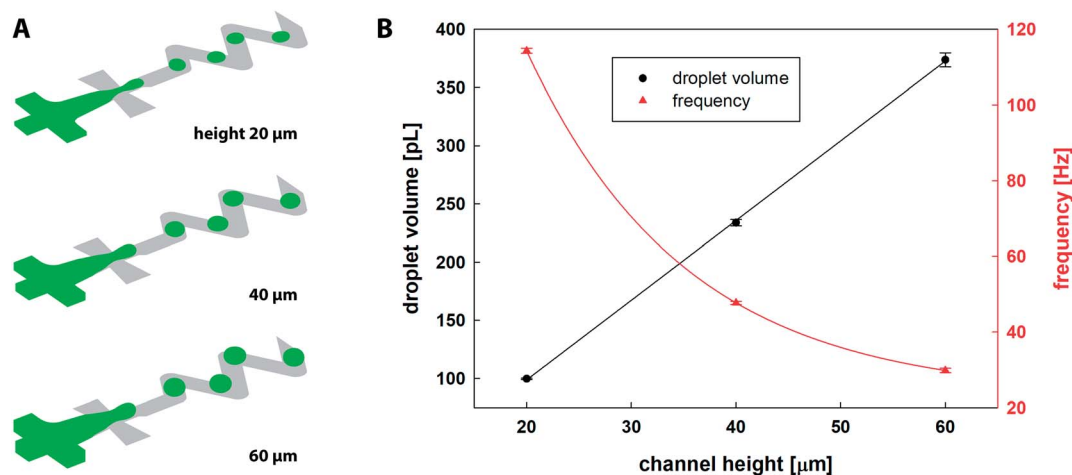 A
height 20 µm
40 µm
60 µm
B
droplet volume
frequency
400
350
300
250
200
150
100
droplet volume [pL]
120
100
80
60
40
20
frequency [Hz]
20 30 40 50 60
channel height [µm]